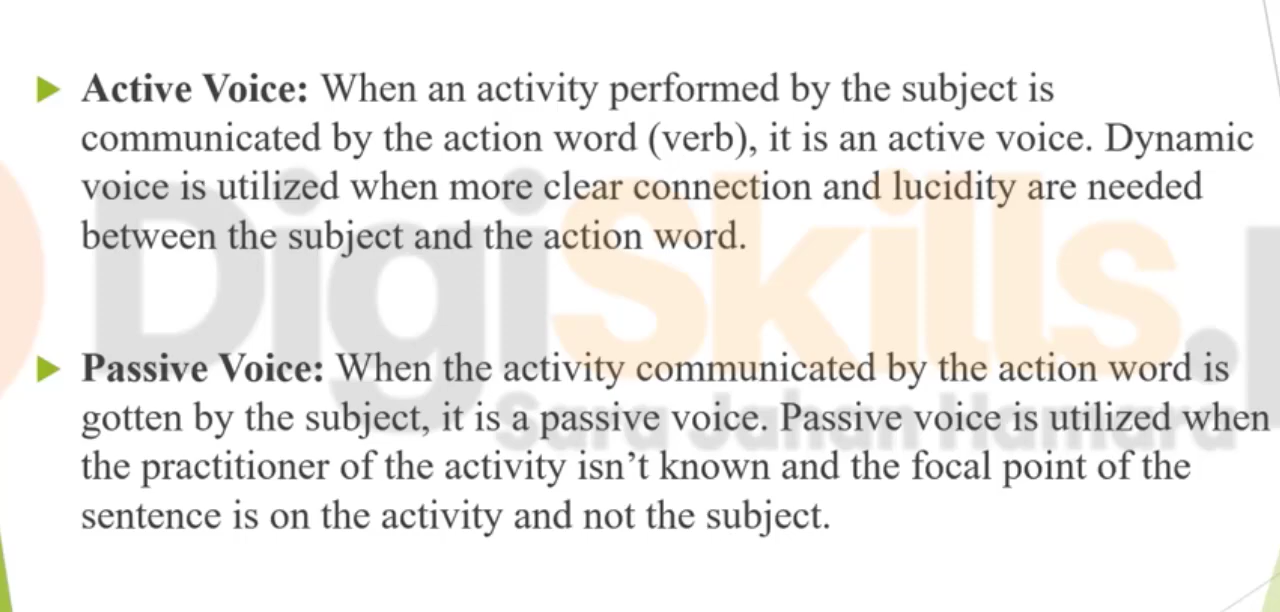 Active Voice: When an activity performed by the subject is
communicated by the action word (verb), it is an active voice. Dynamic
voice is utilized when more clear connection and lucidity are needed
between the subject and the action word.
Passive Voice: When the activity communicated by the action word is
gotten by the subject, it is a passive voice. Passive voice is utilized when
the practitioner of the activity isn’t known and the focal point of the
sentence is on the activity and not the subject.
DigiSkills.
Sara Jahan Hamara